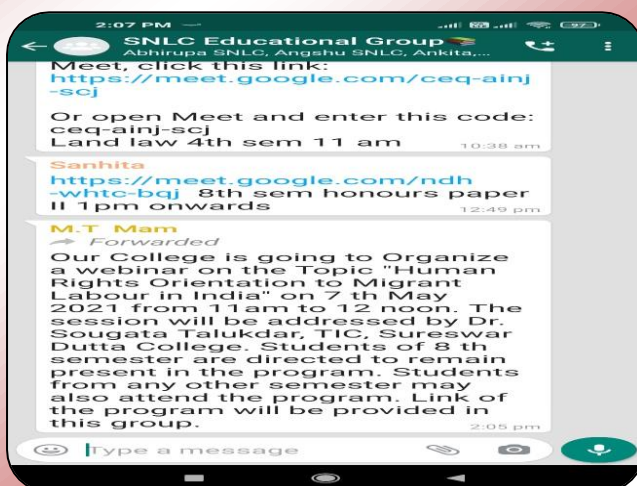 2:07 PM
97
SNLC Educational Group
Abhirupa SNLC, Angshu SNLC, Ankita,...
Meet, click this link:
https://meet.google.com/ceq-ainj
-scj
Or open Meet and enter this code:
ceq-ainj-scj
Land law 4th sem 11 am
10:38 am
Sanhita
https://meet.google.com/ndh
-whtc-bqj 8th sem honours paper
II 1pm onwards
12:49 pm
M.T Mam
Forwarded
Our College is going to Organize
a webinar on the Topic "Human
Rights Orientation to Migrant
Labour in India" on 7 th May
2021 from 11am to 12 noon. The
session will be addressed by Dr.
Sougata Talukdar, TIC, Sureswar
Dutta College. Students of 8 th
semester are directed to remain
present in the program. Students
from any other semester may
also attend the program. Link of
the program will be provided in
this group.
2:05 pm
Type a message